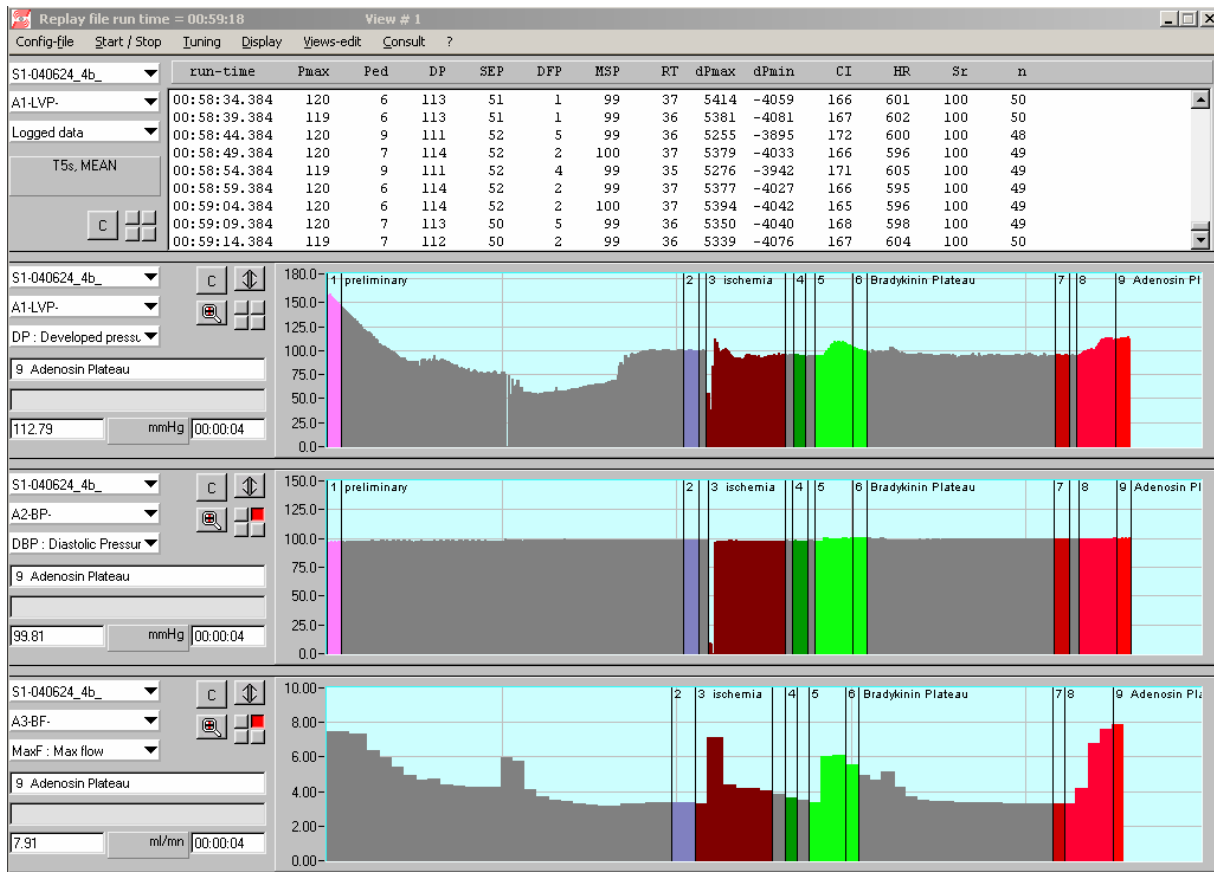 Replay file run time = 00:59:18 View # 1
Config-file Start / Stop Tuning Display Views-edit Consult ?
S1-040624_4b_
A1-LVP-
Logged data
T5s, MEAN
C
run-time Pmax Ped DP SEP DFP MSP RT dPmax dPmin CI HR Sr n
00:58:34.384 120 6 113 51 1 99 37 5414 -4059 166 601 100 50
00:58:39.384 119 6 113 51 1 99 36 5381 -4081 167 602 100 50
00:58:44.384 120 9 111 52 5 99 36 5255 -3895 172 600 100 48
00:58:49.384 120 7 114 52 2 100 37 5379 -4033 166 596 100 49
00:58:54.384 119 9 111 52 4 99 35 5276 -3942 171 605 100 49
00:58:59.384 120 6 114 52 2 99 37 5377 -4027 166 595 100 49
00:59:04.384 120 6 114 52 2 100 37 5394 -4042 165 596 100 49
00:59:09.384 120 7 113 50 5 99 36 5350 -4040 168 598 100 49
00:59:14.384 119 7 112 50 2 99 36 5339 -4076 167 604 100 50
S1-040624_4b_
A1-LVP-
DP : Developed pressu
9 Adenosin Plateau
112.79 mmHg 00:00:04
C
180.0
150.0
125.0
100.0
75.0
50.0
25.0
0.0
1 preliminary 2 3 ischemia 4 5 6 Bradykinin Plateau 7 8 9 Adenosin Pl
S1-040624_4b_
A2-BP-
DBP : Diastolic Pressur
9 Adenosin Plateau
99.81 mmHg 00:00:04
C
150.0
125.0
100.0
75.0
50.0
25.0
0.0
1 preliminary 2 3 ischemia 4 5 6 Bradykinin Plateau 7 8 9 Adenosin Pl
S1-040624_4b_
A3-BF-
MaxF : Max flow
9 Adenosin Plateau
7.91 ml/mn 00:00:04
C
10.00
8.00
6.00
4.00
2.00
0.00
2 3 ischemia 4 5 6 Bradykinin Plateau 7 8 9 Adenosin Pla